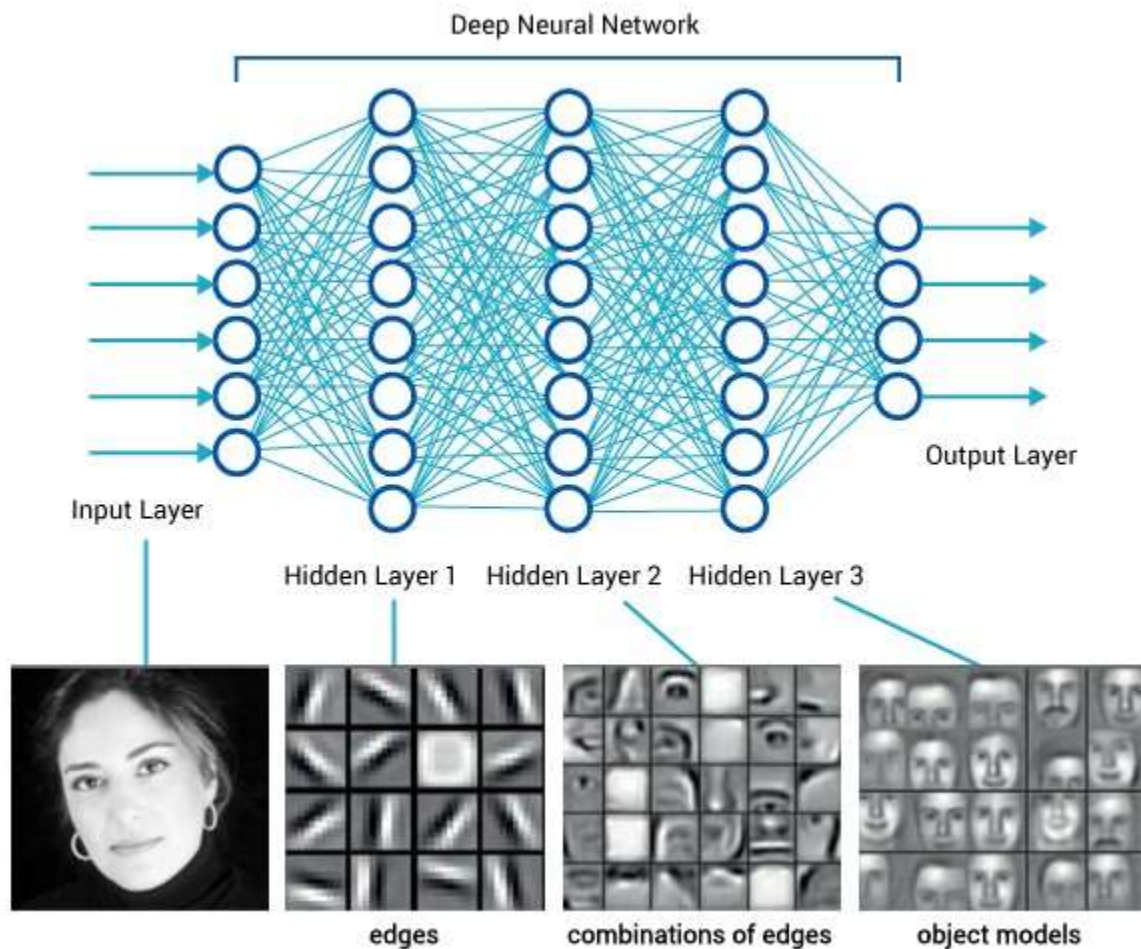 Deep Neural Network
Input Layer
Output Layer
Hidden Layer 1
Hidden Layer 2
Hidden Layer 3
edges
combinations of edges
object models